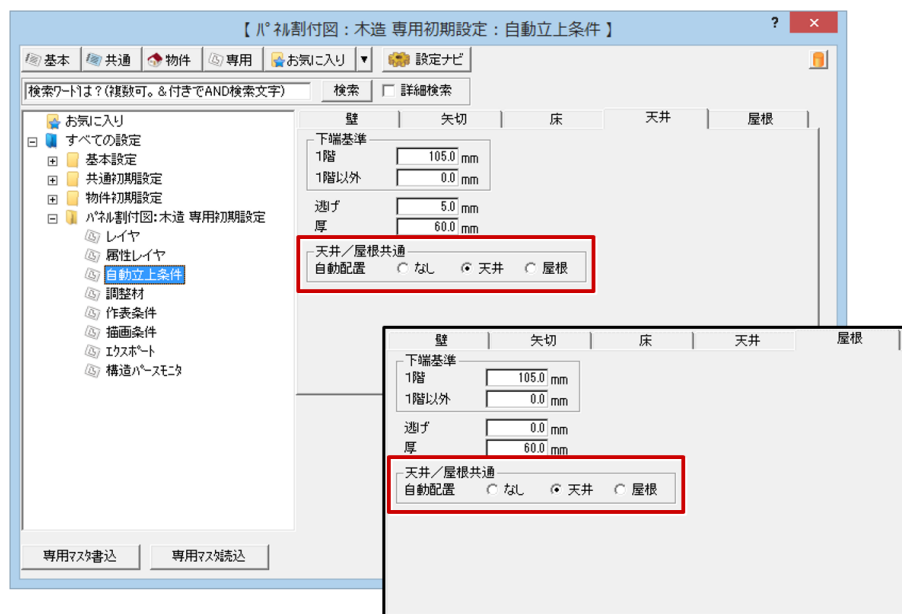 【 ﾊﾟﾈﾙ割付図：木造 専用初期設定：自動立上条件 】
?
基本 共通 物件 専用 お気に入り ▼ 設定ナビ
検索ﾜｰﾄﾞは？(複数可。＆付きでAND検索文字) 検索 詳細検索
お気に入り
すべての設定
基本設定
共通初期設定
物件初期設定
ﾊﾟﾈﾙ割付図:木造 専用初期設定
レイヤ
属性レイヤ
自動立上条件
調整材
作表条件
描画条件
ｴｸｽﾎﾟｰﾄ
構造ﾊﾟｰｽﾓﾆﾀ
専用ﾏｽﾀ書込 専用ﾏｽﾀ読込
壁 矢切 床 天井 屋根
下端基準
1階 105.0 mm
1階以外 0.0 mm
逃げ 5.0 mm
厚 60.0 mm
天井／屋根共通
自動配置 なし 天井 屋根
壁 矢切 床 天井 屋根
下端基準
1階 105.0 mm
1階以外 0.0 mm
逃げ 0.0 mm
厚 60.0 mm
天井／屋根共通
自動配置 なし 天井 屋根